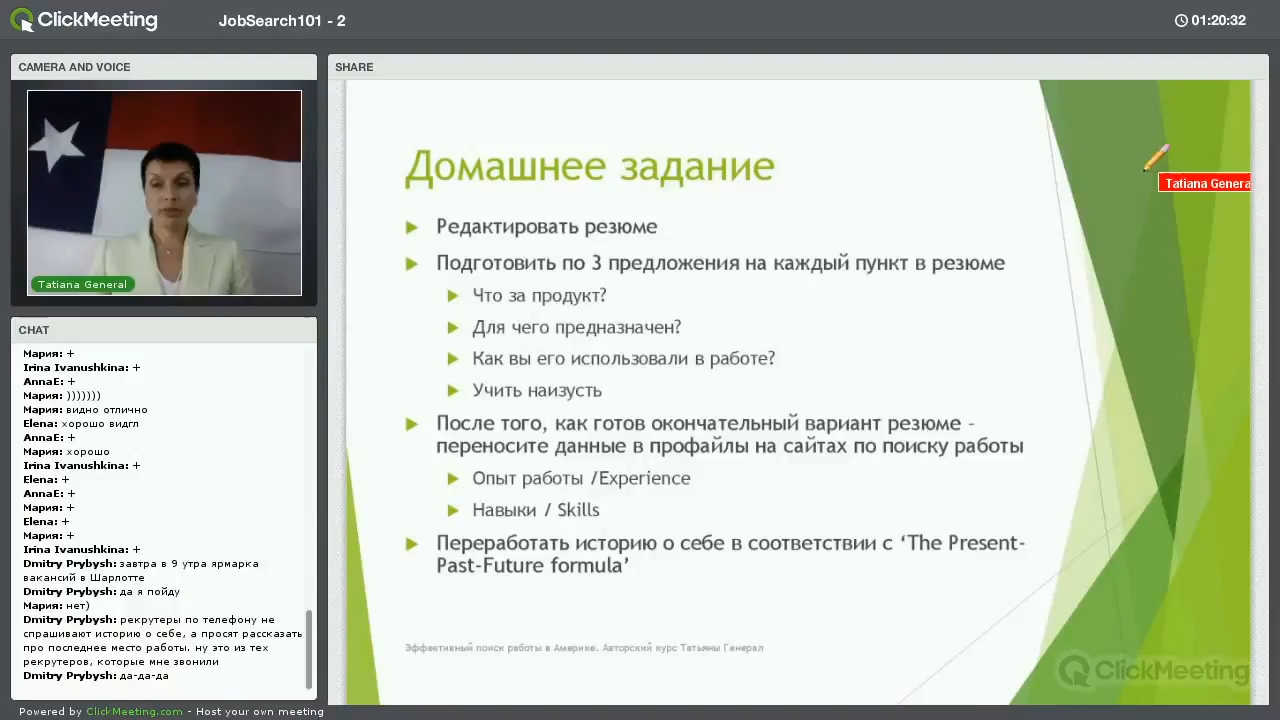 ClickMeeting
JobSearch101 - 2
01:20:32
CAMERA AND VOICE
Tatiana General
CHAT
Мария: +
Irina Ivanushkina: +
AnnaE: +
Мария: )))))))
Мария: видно отлично
Elena: хорошо видгл
AnnaE: +
Мария: хорошо
Irina Ivanushkina: +
Elena: +
AnnaE: +
Мария: +
Elena: +
Мария: +
Irina Ivanushkina: +
Dmitry Prybysh: завтра в 9 утра ярмарка
вакансий в Шарлотте
Dmitry Prybysh: да я пойду
Мария: нет)
Dmitry Prybysh: рекрутеры по телефону не
спрашивают историю о себе, а просят рассказать
про последнее место работы. ну это из тех
рекрутеров, которые мне звонили
Dmitry Prybysh: да-да-да
SHARE
Домашнее задание
Tatiana Genera
Редактировать резюме
Подготовить по 3 предложения на каждый пункт в резюме
Что за продукт?
Для чего предназначен?
Как вы его использовали в работе?
Учить наизусть
После того, как готов окончательный вариант резюме -
переносите данные в профайлы на сайтах по поиску работы
Опыт работы /Experience
Навыки / Skills
Переработать историю о себе в соответствии с ‘The Present-
Past-Future formula’
Эффективный поиск работы в Америке. Авторский курс Татьяны Генерал
ClickMeeting
Powered by ClickMeeting.com - Host your own meeting